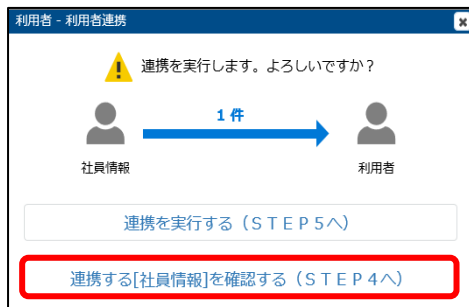 利用者 - 利用者連携
連携を実行します。よろしいですか？
1 件
社員情報
利用者
連携を実行する（ＳＴＥＰ５へ）
連携する[社員情報]を確認する（ＳＴＥＰ４へ）